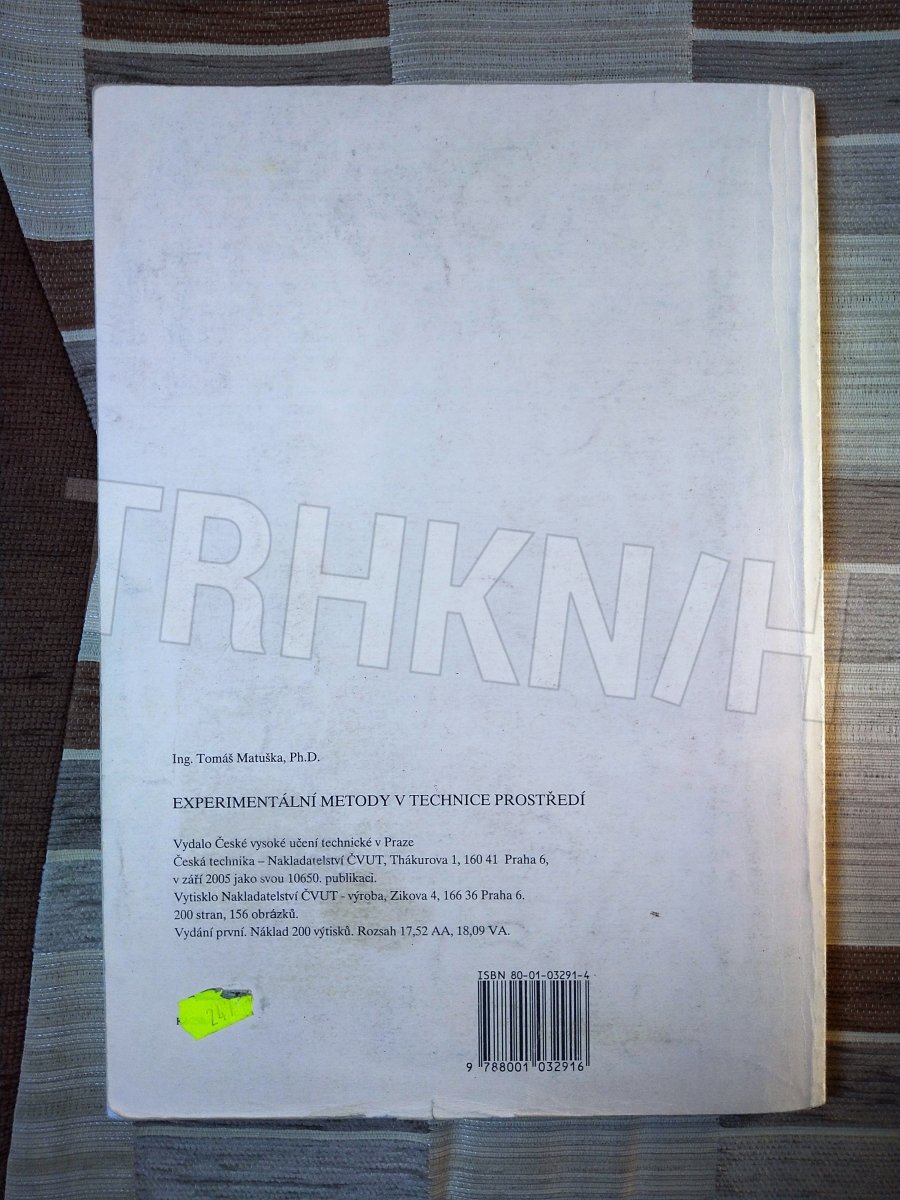 TRHKNIH
Ing. Tomáš Matuška, Ph.D.
EXPERIMENTÁLNÍ METODY V TECHNICE PROSTŘEDÍ
Vydalo České vysoké učení technické v Praze
Česká technika – Nakladatelství ČVUT, Thákurova 1, 160 41 Praha 6,
v září 2005 jako svou 10650. publikaci.
Vytisklo Nakladatelství ČVUT - výroba, Zikova 4, 166 36 Praha 6.
200 stran, 156 obrázků.
Vydání první. Náklad 200 výtisků. Rozsah 17,52 AA, 18,09 VA.
ISBN 80-01-03291-4
9 788001 032916